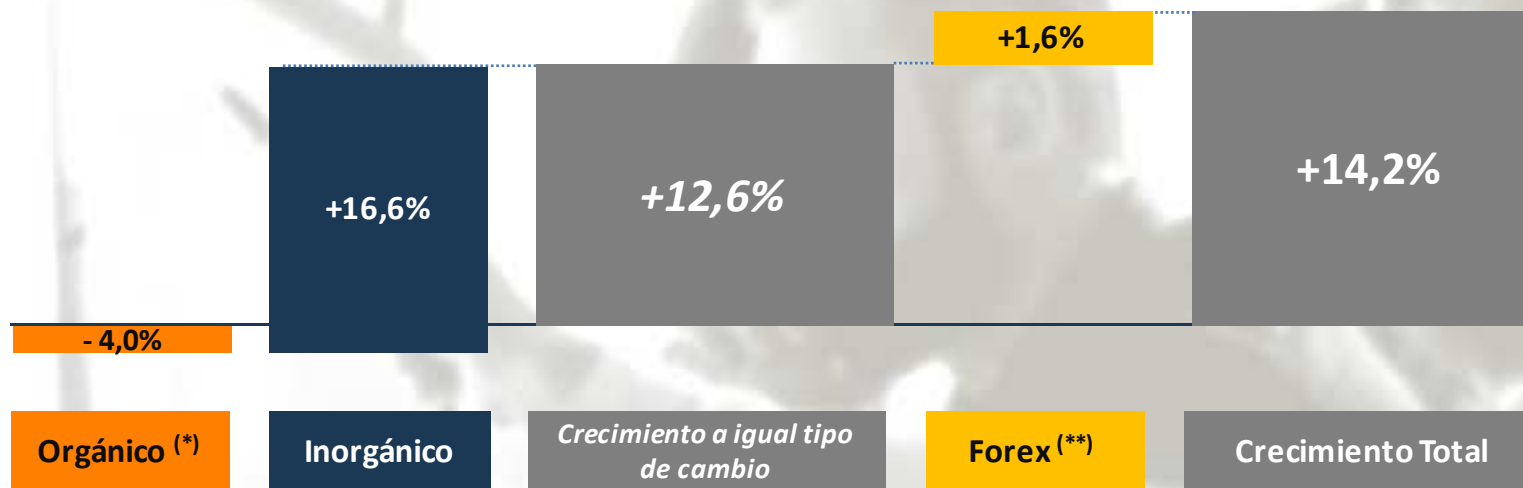 +1,6%
+16,6%
+12,6%
+14,2%
- 4,0%
Orgánico (*)
Inorgánico
Crecimiento a igual tipo
de cambio
Forex (**)
Crecimiento Total